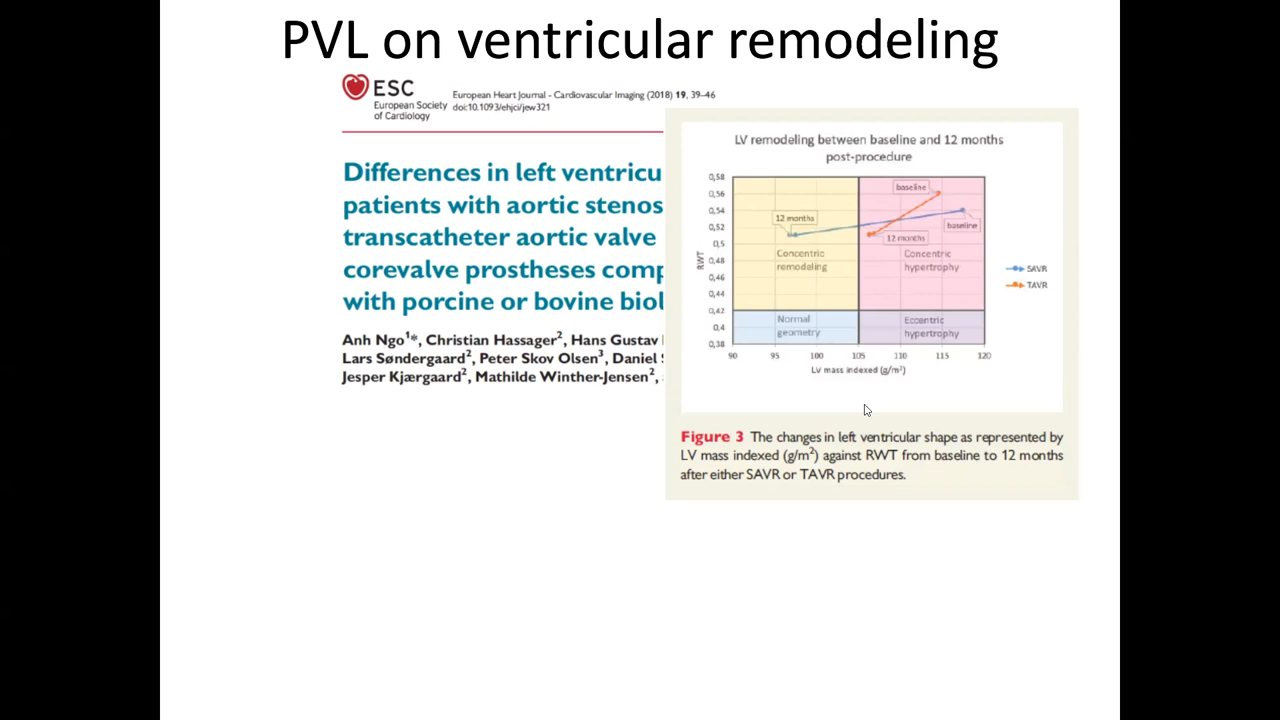 PVL on ventricular remodeling
ESC
European Society
of Cardiology
European Heart Journal - Cardiovascular Imaging (2018) 19, 39–46
doi:10.1093/ehjci/jew321
Differences in left ventricu
patients with aortic stenos
transcatheter aortic valve
corevalve prostheses comp
with porcine or bovine biol
Anh Ngo1*, Christian Hassager2, Hans Gustav
Lars Søndergaard2, Peter Skov Olsen3, Daniel
Jesper Kjærgaard2, Mathilde Winther-Jensen2,
LV remodeling between baseline and 12 months
post-procedure
0,58
0,56
0,54
0,52
0,5
0,48
0,46
0,44
0,42
0,4
0,38
RWT
baseline
12 months
baseline
12 months
Concentric
remodeling
Concentric
hypertrophy
Normal
geometry
Eccentric
hypertrophy
SAVR
TAVR
90 95 100 105 110 115 120
LV mass indexed (g/m²)
Figure 3 The changes in left ventricular shape as represented by
LV mass indexed (g/m²) against RWT from baseline to 12 months
after either SAVR or TAVR procedures.